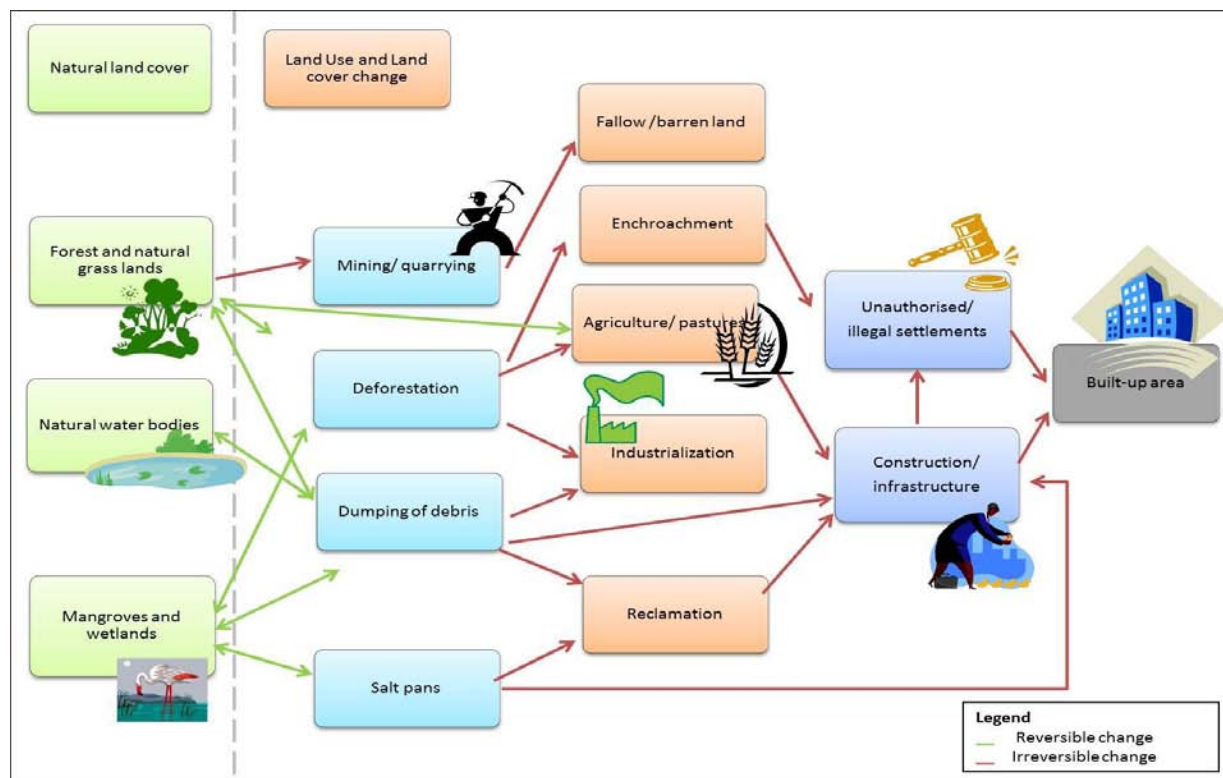 Natural land cover
Land Use and Land
cover change
Fallow /barren land
Enchroachment
Forest and natural
grass lands
Mining/ quarrying
Agriculture/ pastures
Unauthorised/
illegal settlements
Deforestation
Built-up area
Natural water bodies
Industrialization
Construction/
infrastructure
Dumping of debris
Mangroves and
wetlands
Reclamation
Salt pans
Legend
Reversible change
Irreversible change